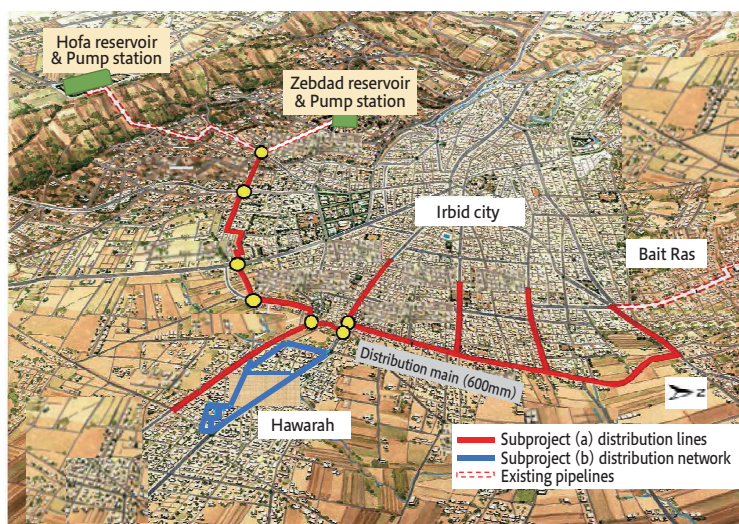 Hofa reservoir
& Pump station
Zebdad reservoir
& Pump station
Irbid city
Bait Ras
Distribution main (600mm)
Hawarah
Z
Subproject (a) distribution lines
Subproject (b) distribution network
Existing pipelines